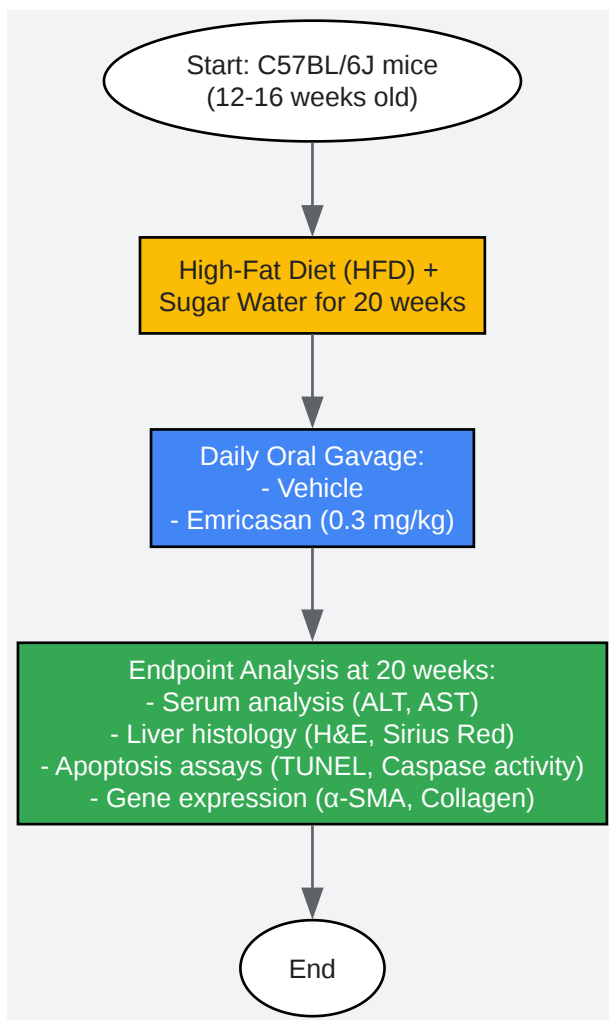 Start: C57BL/6J mice
(12-16 weeks old)
High-Fat Diet (HFD) +
Sugar Water for 20 weeks
Daily Oral Gavage:
- Vehicle
- Emricasan (0.3 mg/kg)
Endpoint Analysis at 20 weeks:
- Serum analysis (ALT, AST)
- Liver histology (H&E, Sirius Red)
- Apoptosis assays (TUNEL, Caspase activity)
- Gene expression (α-SMA, Collagen)
End